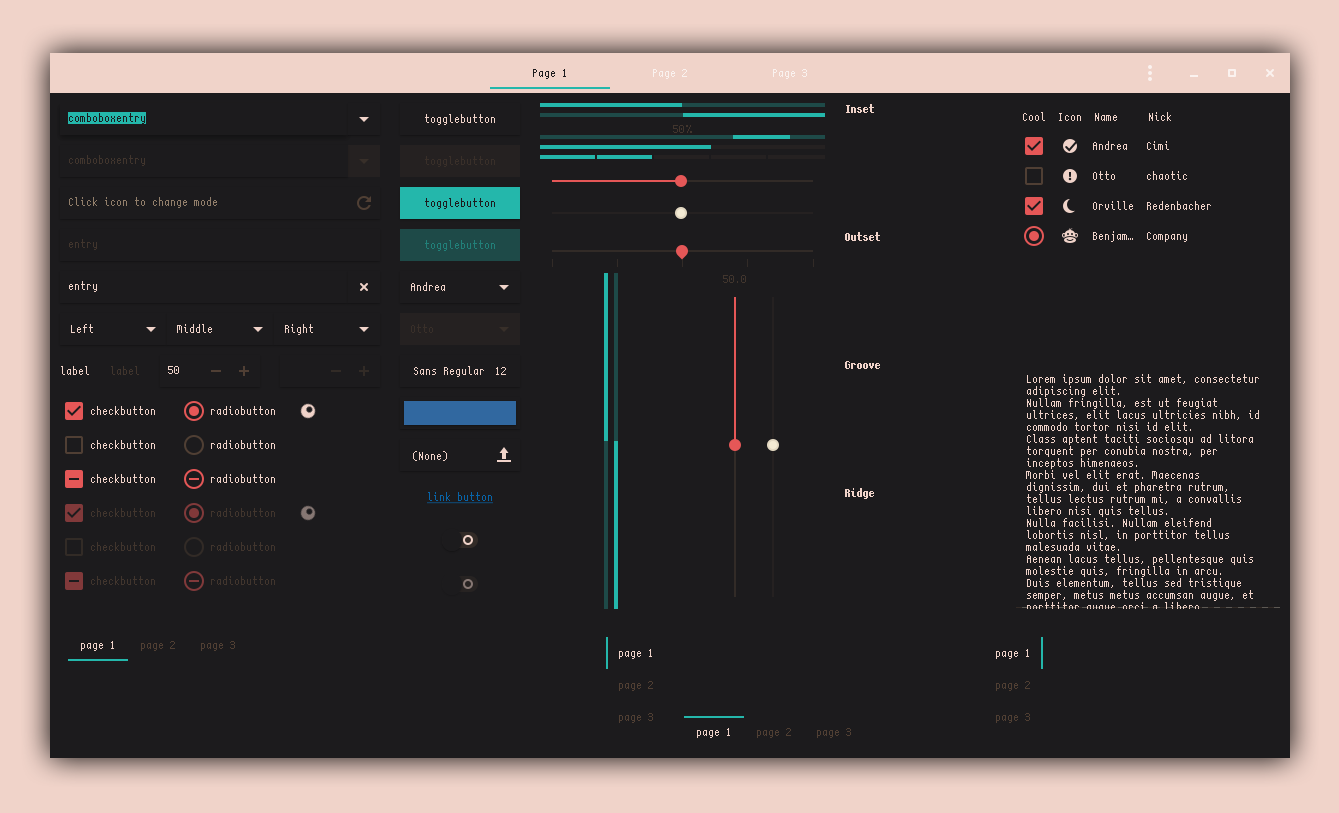 Page 1 Page 2 Page 3
comboboxentry
comboboxentry
Click icon to change mode
entry
entry
Left Middle Right
label label 50
checkbutton radiobutton
checkbutton radiobutton
checkbutton radiobutton
checkbutton radiobutton
checkbutton radiobutton
checkbutton radiobutton
togglebutton
togglebutton
togglebutton
togglebutton
Andrea
Otto
Sans Regular 12
(None)
link button
50%
50.0
Inset
Outset
Groove
Ridge
Cool Icon Name Nick
Andrea Cimi
Otto chaotic
Orville Redenbacher
Benjam… Company
Lorem ipsum dolor sit amet, consectetur
adipiscing elit.
Nullam fringilla, est ut feugiat
ultrices, elit lacus ultricies nibh, id
commodo tortor nisi id elit.
Class aptent taciti sociosqu ad litora
torquent per conubia nostra, per
inceptos himenaeos.
Morbi vel elit erat. Maecenas
dignissim, dui et pharetra rutrum,
tellus lectus rutrum mi, a convallis
libero nisi quis tellus.
Nulla facilisi. Nullam eleifend
lobortis nisl, in porttitor tellus
malesuada vitae.
Aenean lacus tellus, pellentesque quis
molestie quis, fringilla in arcu.
Duis elementum, tellus sed tristique
semper, metus metus accumsan augue, et
porttitor augue orci a libero
page 1 page 2 page 3
page 1
page 2
page 3
page 1 page 2 page 3
page 1
page 2
page 3